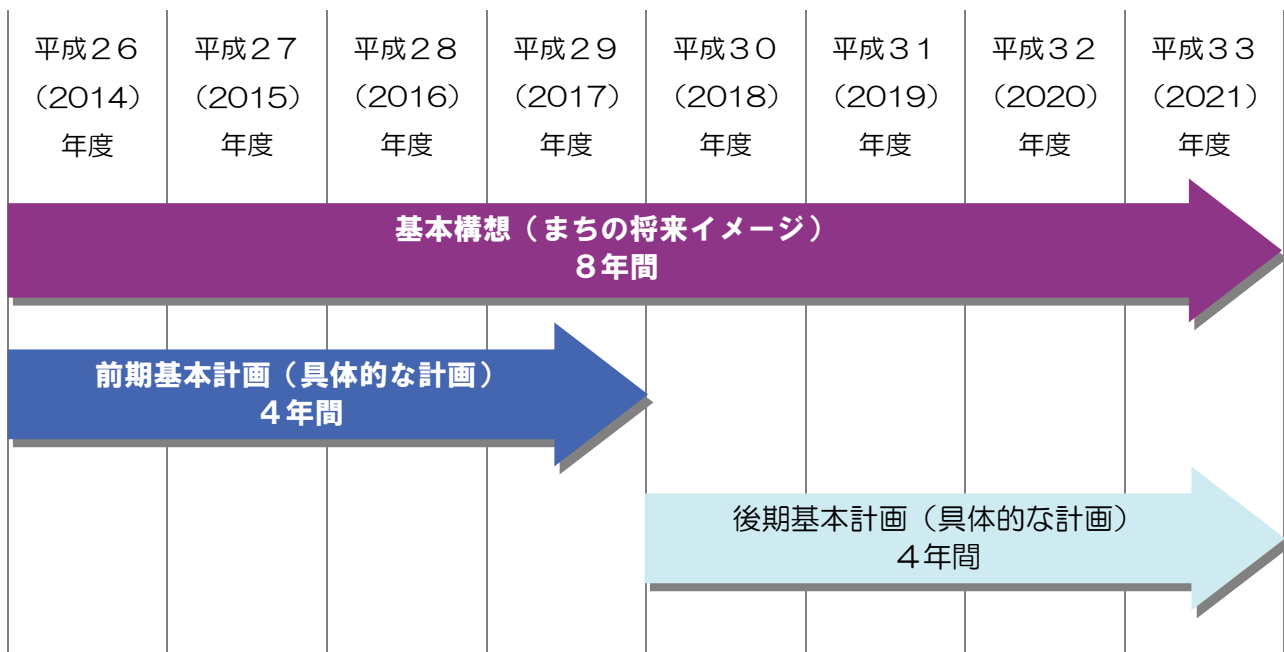 平成２６ 平成２７ 平成２８ 平成２９ 平成３０ 平成３１ 平成３２ 平成３３
（2014） （2015） （2016） （2017） （2018） （2019） （2020） （2021）
年度 年度 年度 年度 年度 年度 年度 年度
基本構想（まちの将来イメージ）
８年間
前期基本計画（具体的な計画）
４年間
後期基本計画（具体的な計画）
４年間